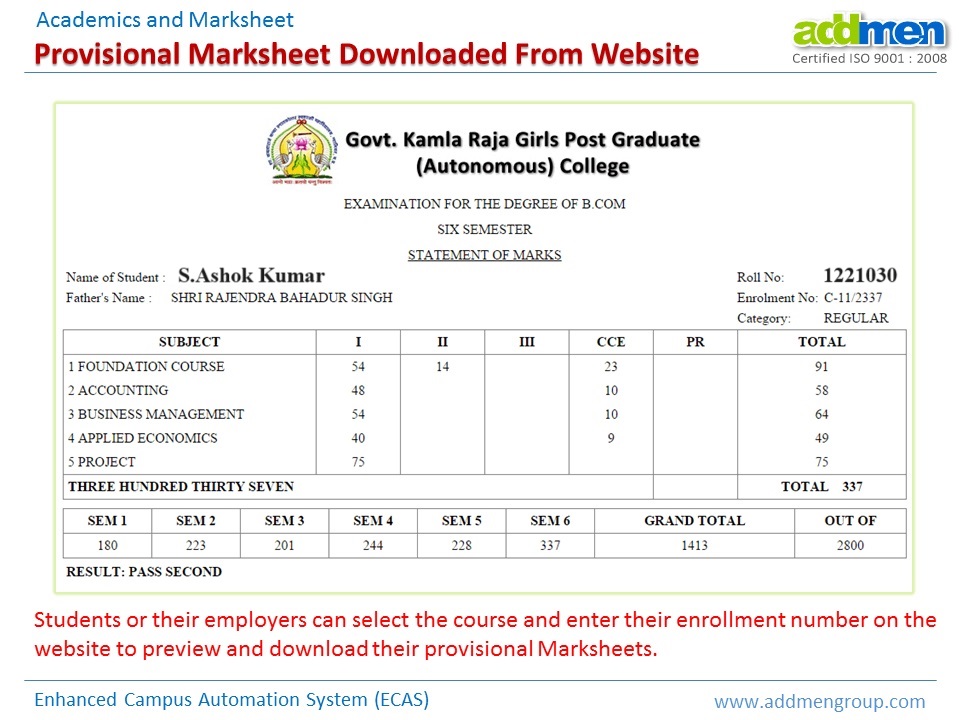 Academics and Marksheet
Provisional Marksheet Downloaded From Website
addmen
Certified ISO 9001 : 2008
Govt. Kamla Raja Girls Post Graduate
(Autonomous) College
EXAMINATION FOR THE DEGREE OF B.COM
SIX SEMESTER
STATEMENT OF MARKS
Name of Student : S.Ashok Kumar Roll No: 1221030
Father's Name : SHRI RAJENDRA BAHADUR SINGH Enrolment No: C-11/2337
Category: REGULAR
SUBJECT I II III CCE PR TOTAL
1 FOUNDATION COURSE 54 14 23 91
2 ACCOUNTING 48 10 58
3 BUSINESS MANAGEMENT 54 10 64
4 APPLIED ECONOMICS 40 9 49
5 PROJECT 75 75
THREE HUNDRED THIRTY SEVEN TOTAL 337
SEM 1 SEM 2 SEM 3 SEM 4 SEM 5 SEM 6 GRAND TOTAL OUT OF
180 223 201 244 228 337 1413 2800
RESULT: PASS SECOND
Students or their employers can select the course and enter their enrollment number on the
website to preview and download their provisional Marksheets.
Enhanced Campus Automation System (ECAS) www.addmengroup.com